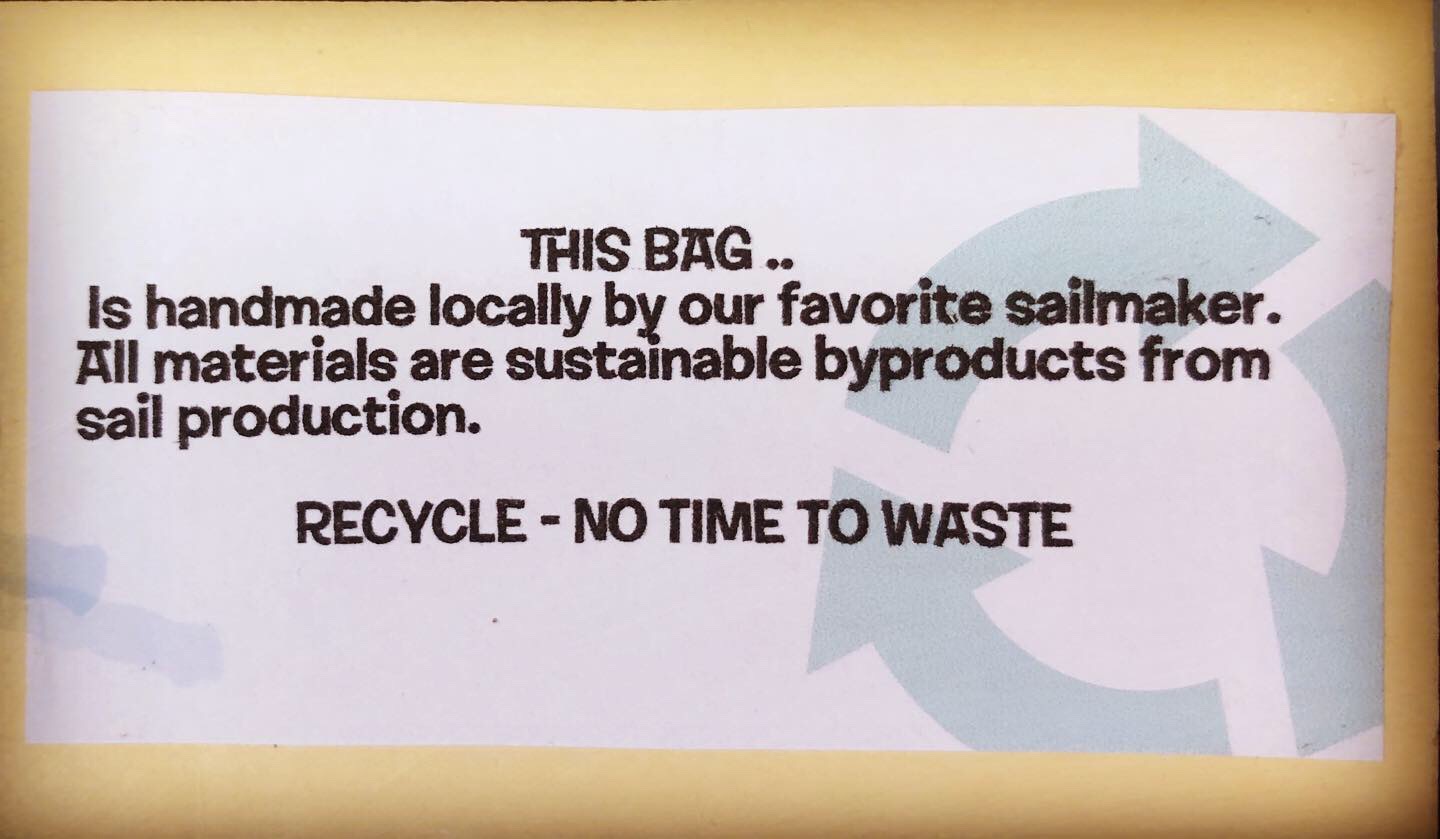 THIS BAG ..
Is handmade locally by our favorite sailmaker.
All materials are sustainable byproducts from
sail production.
RECYCLE - NO TIME TO WASTE